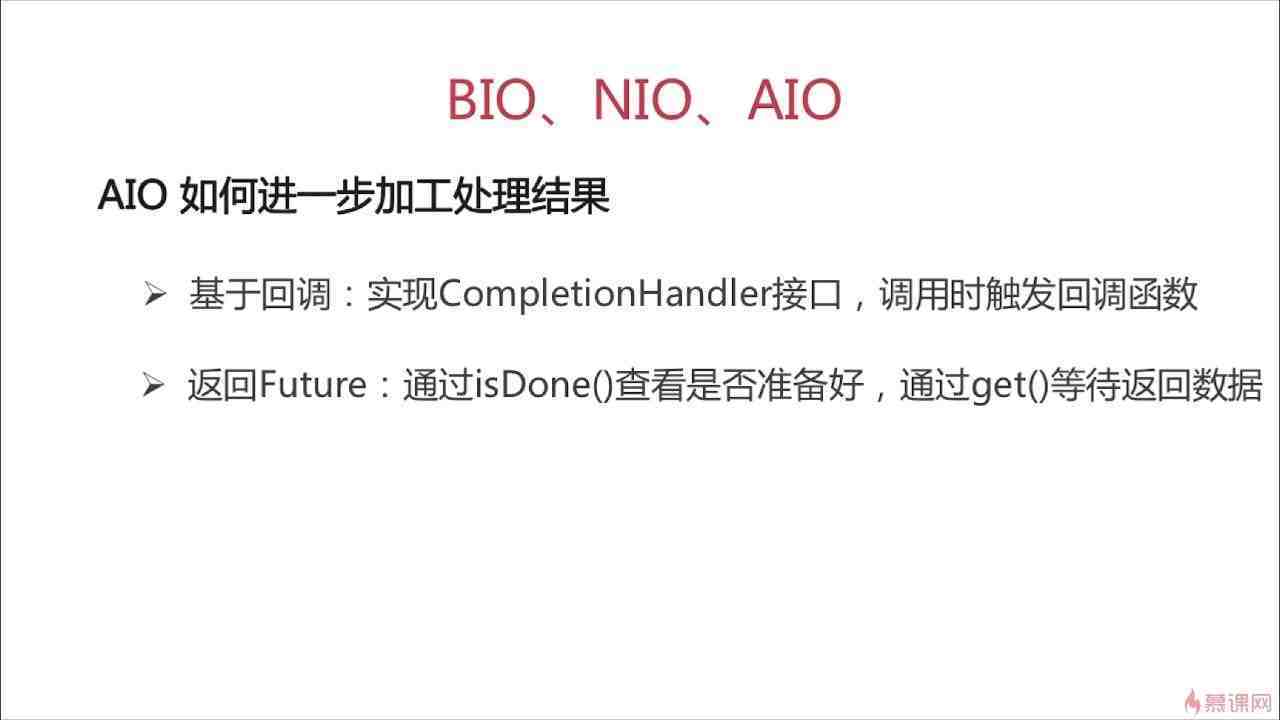 BIO、NIO、AIO
AIO 如何进一步加工处理结果
基于回调：实现CompletionHandler接口，调用时触发回调函数
返回Future：通过isDone()查看是否准备好，通过get()等待返回数据
慕课网